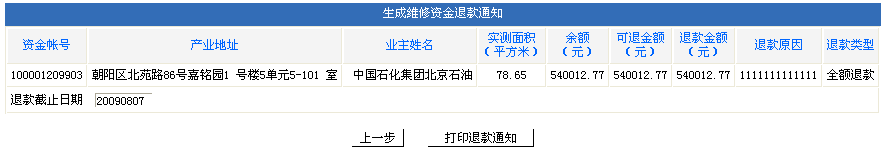 生成维修资金退款通知
资金帐号 产业地址 业主姓名 实测面积（平方米） 余额（元） 可退金额（元） 退款金额（元） 退款原因 退款类型
100001209903 朝阳区北苑路86号嘉铭园1 号楼5单元5-101 室 中国石化集团北京石油 78.65 540012.77 540012.77 540012.77 1111111111111 全额退款
退款截止日期 20090807
上一步 打印退款通知